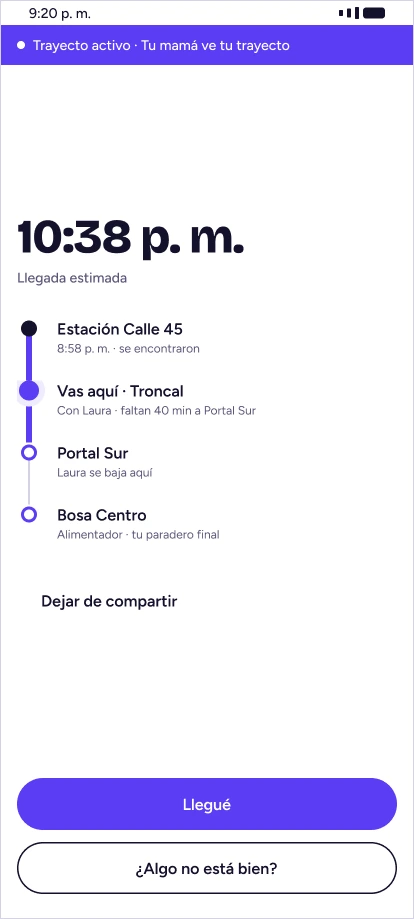 9:20 p. m.
Trayecto activo · Tu mamá ve tu trayecto
10:38 p. m.
Llegada estimada
Estación Calle 45
8:58 p. m. · se encontraron
Vas aquí · Troncal
Con Laura · faltan 40 min a Portal Sur
Portal Sur
Laura se baja aquí
Bosa Centro
Alimentador · tu paradero final
Dejar de compartir
Llegué
¿Algo no está bien?